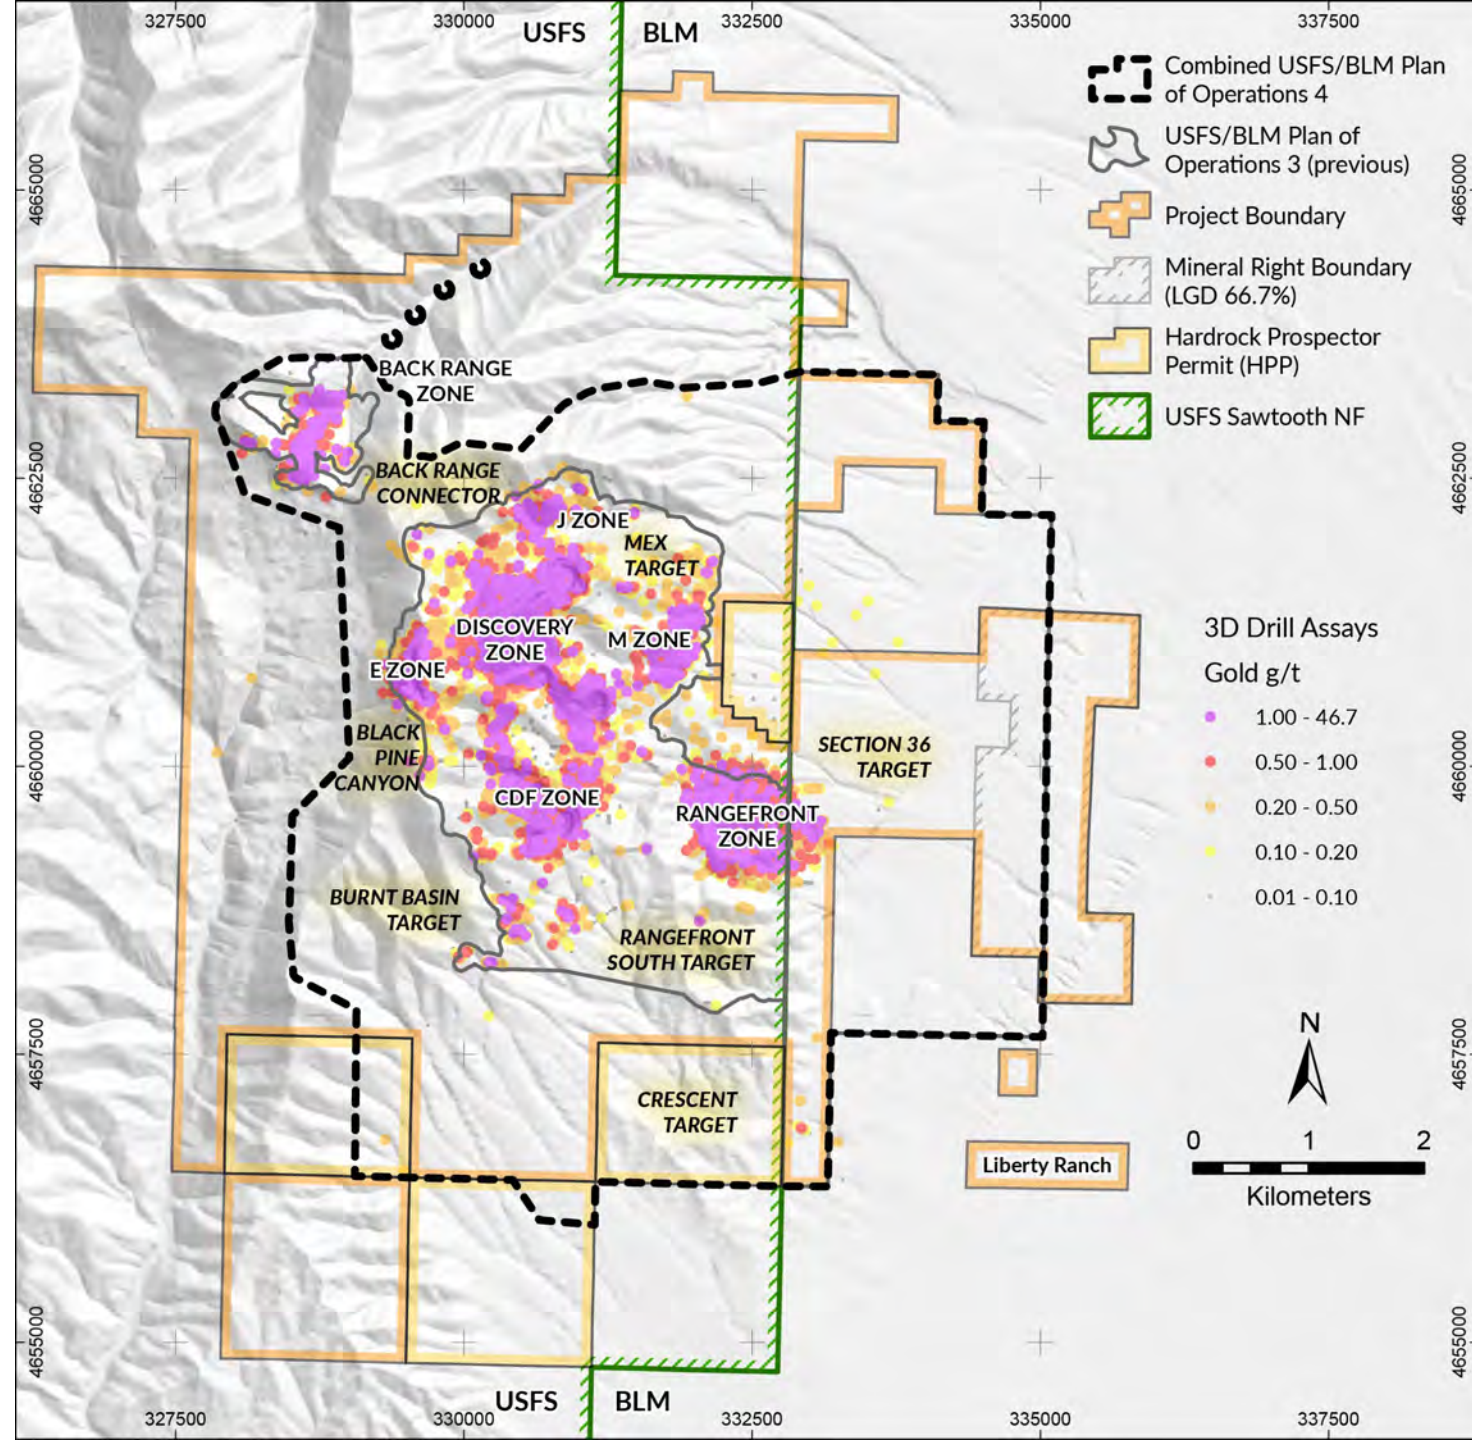 327500
330000
332500
335000
337500
USFS
BLM
Combined USFS/BLM Plan
of Operations 4
USFS/BLM Plan of
Operations 3 (previous)
Project Boundary
Mineral Right Boundary
(LGD 66.7%)
Hardrock Prospector
Permit (HPP)
USFS Sawtooth NF
4665000
4665000
BACK RANGE
ZONE
4662500
4662500
BACK RANGE
CONNECTOR
J ZONE
MEX
TARGET
DISCOVERY
ZONE
M ZONE
E ZONE
3D Drill Assays
Gold g/t
1.00 - 46.7
0.50 - 1.00
0.20 - 0.50
0.10 - 0.20
0.01 - 0.10
BLACK
PINE
CANYON
SECTION 36
TARGET
4660000
4660000
CDF ZONE
RANGEFRONT
ZONE
BURNT BASIN
TARGET
RANGEFRONT
SOUTH TARGET
4657500
4657500
N
CRESCENT
TARGET
0
1
2
Kilometers
Liberty Ranch
4655000
4655000
USFS
BLM
327500
330000
332500
335000
337500